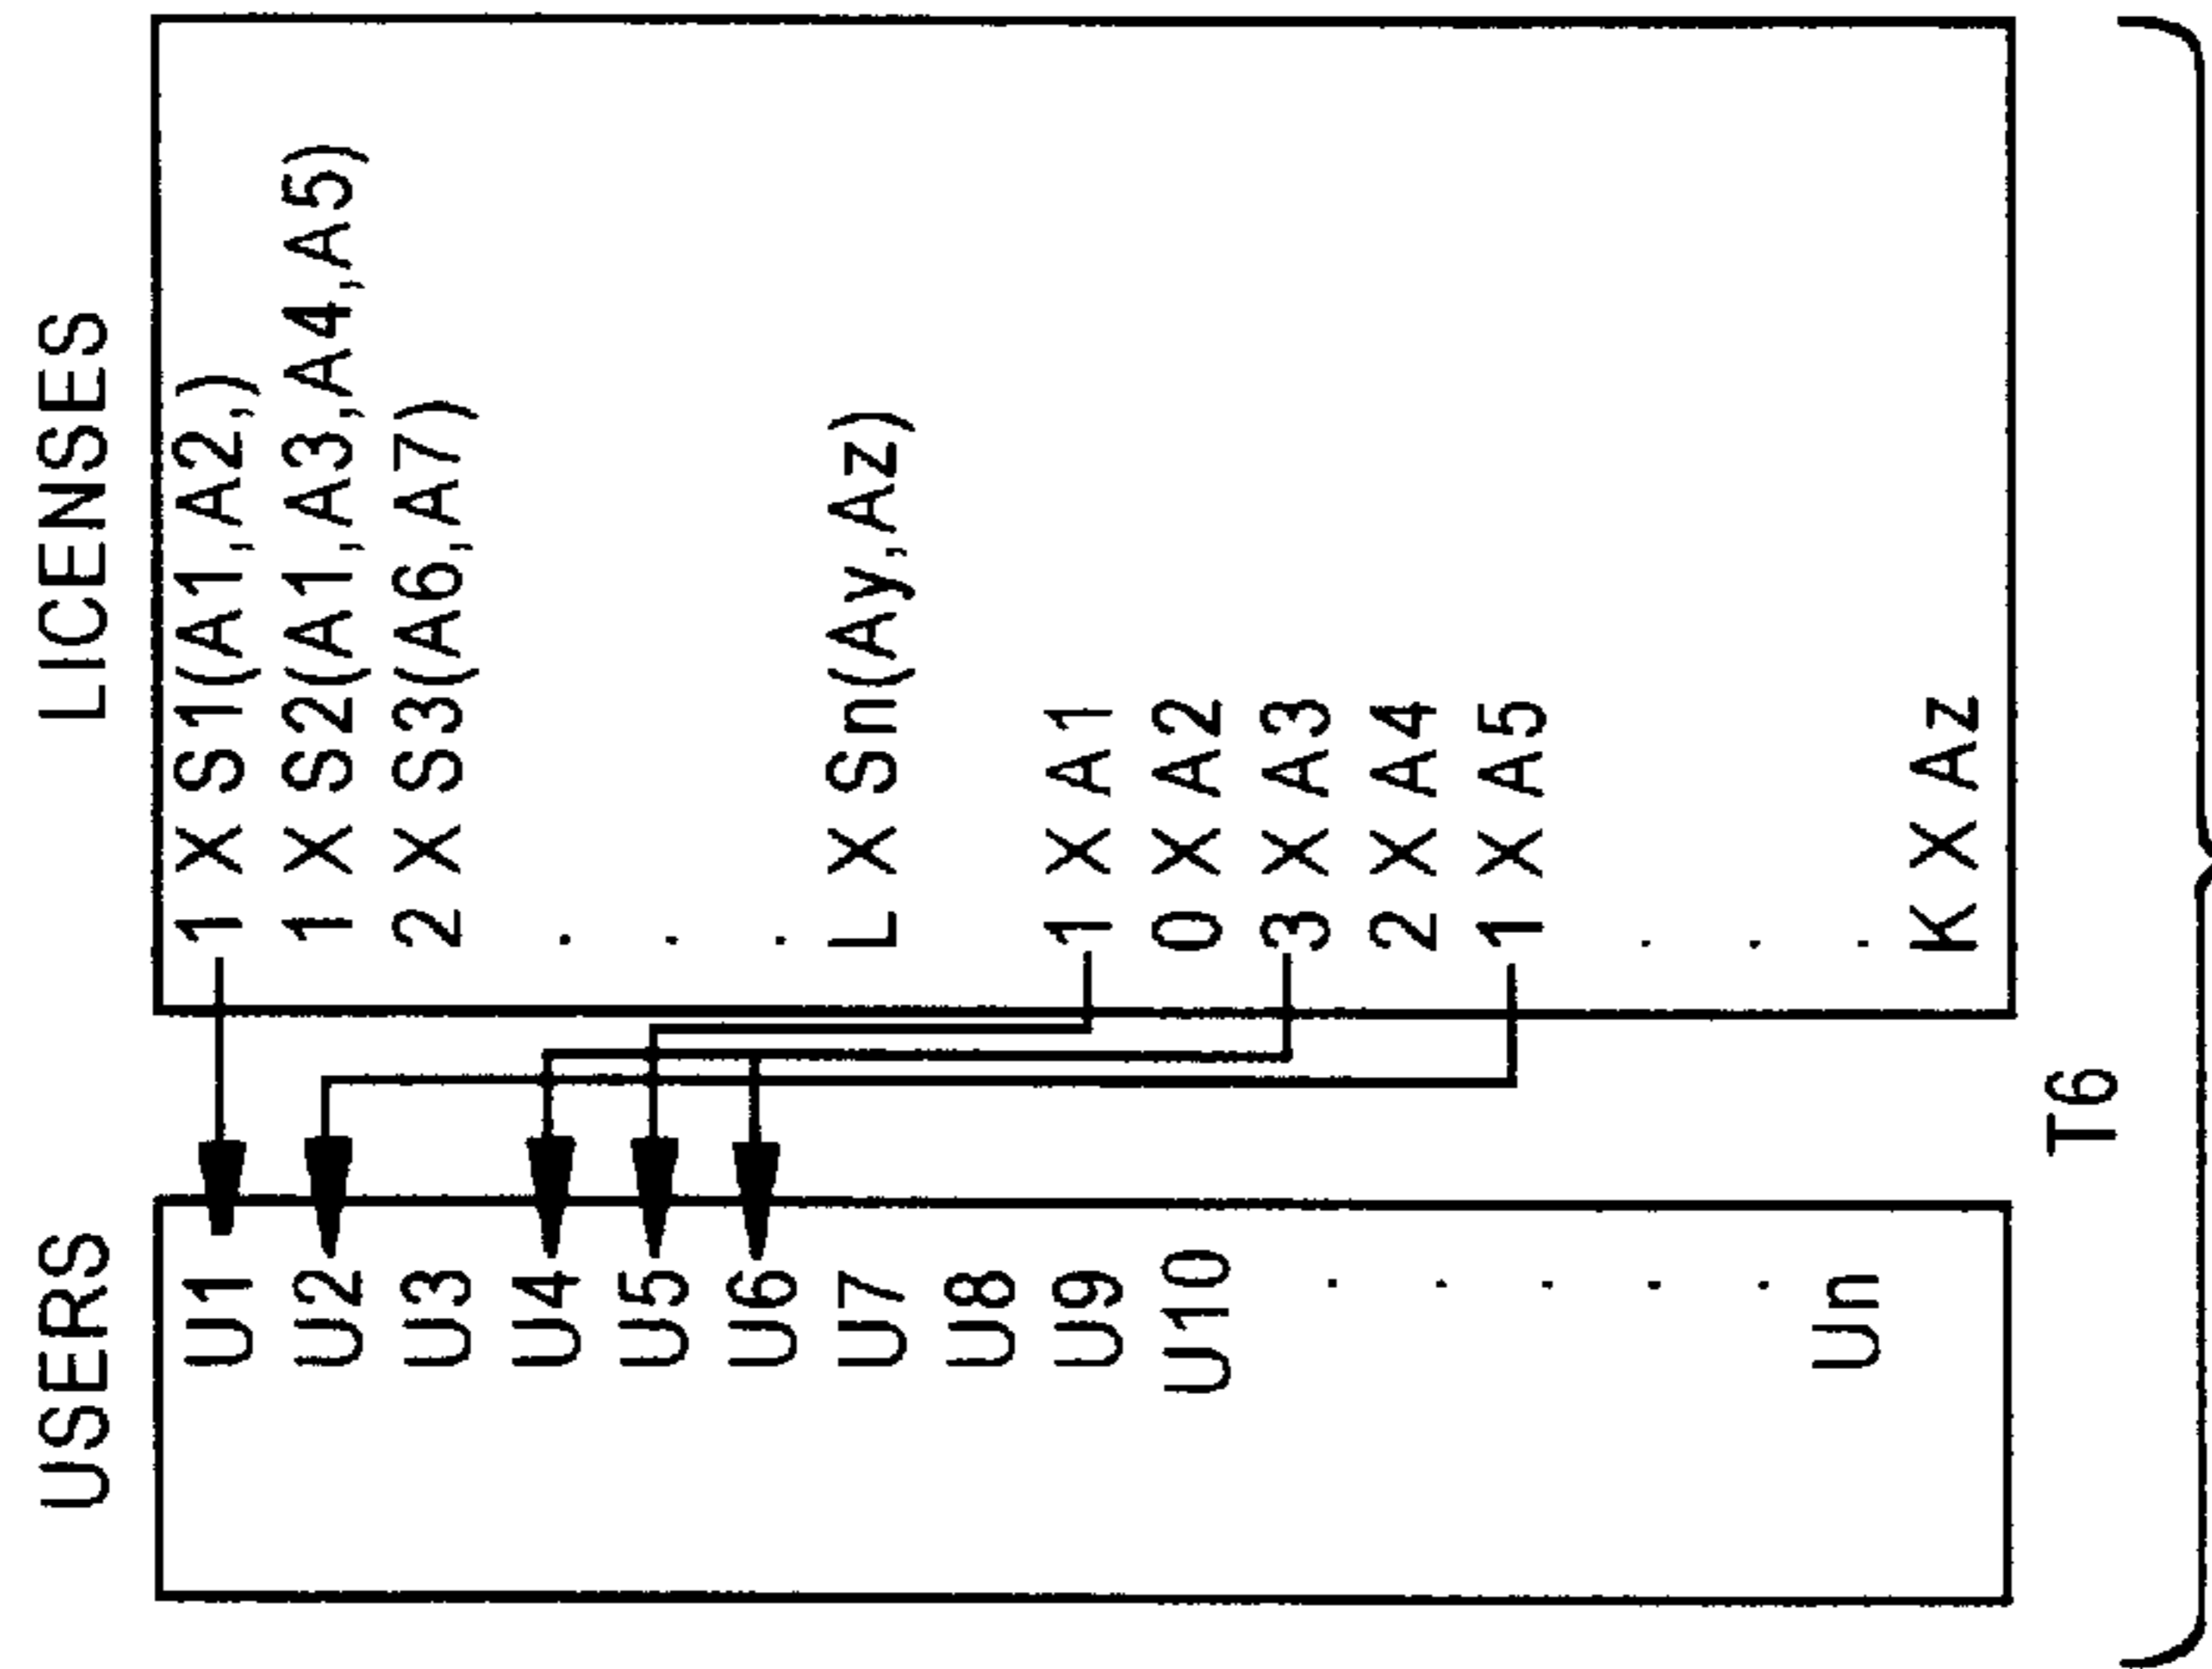 USERS
U1
U2
U3
U4
U5
U6
U7
U8
U9
U10
.
.
.
.
.
Un
LICENSES
1 X S1(A1,A2,)
1 X S2(A1,A3,A4,A5)
2 X S3(A6,A7)
.
.
.
L X Sn(Ay,Az)
1 X A1
0 X A2
3 X A3
2 X A4
1 X A5
.
.
.
K X Az
T6